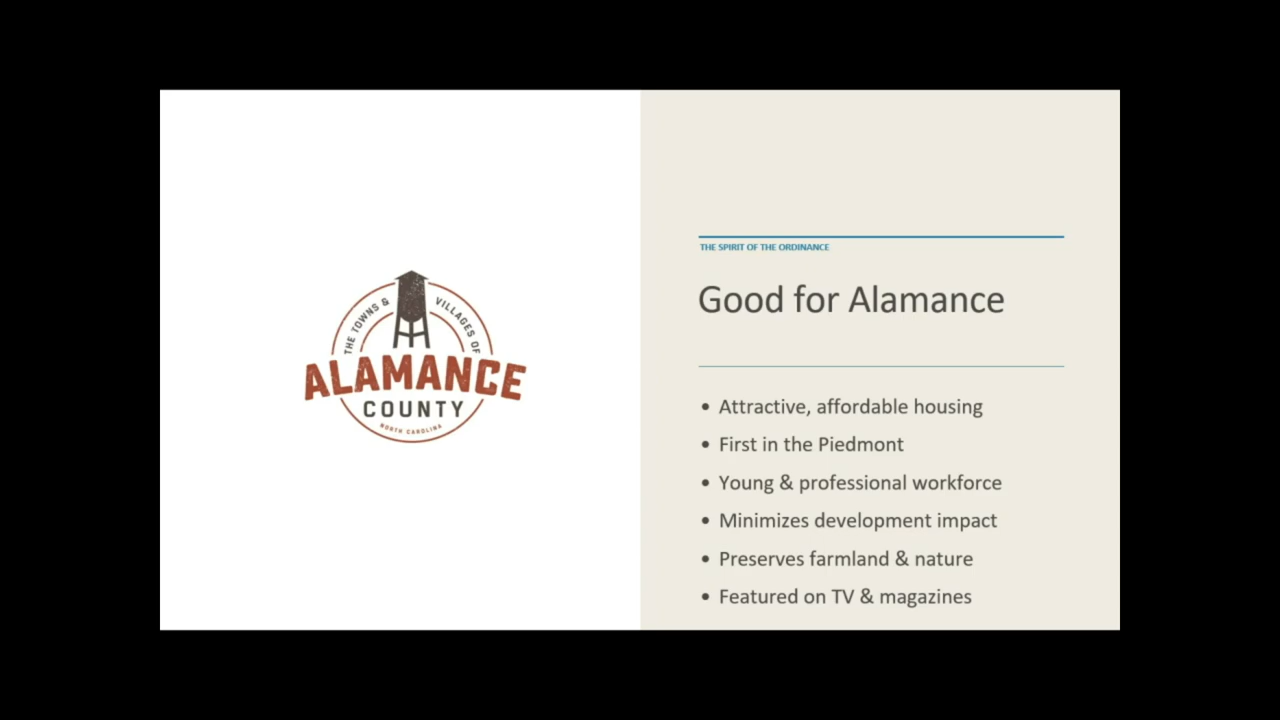 THE TOWNS & VILLAGES OF
ALAMANCE
COUNTY
NORTH CAROLINA
THE SPIRIT OF THE ORDINANCE
Good for Alamance
• Attractive, affordable housing
• First in the Piedmont
• Young & professional workforce
• Minimizes development impact
• Preserves farmland & nature
• Featured on TV & magazines